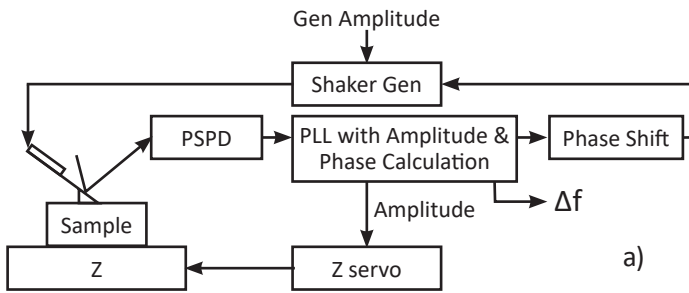 Gen Amplitude
Shaker Gen
PSPD
PLL with Amplitude &
Phase Calculation
Phase Shift
Δf
Amplitude
Sample
Z
Z servo
a)